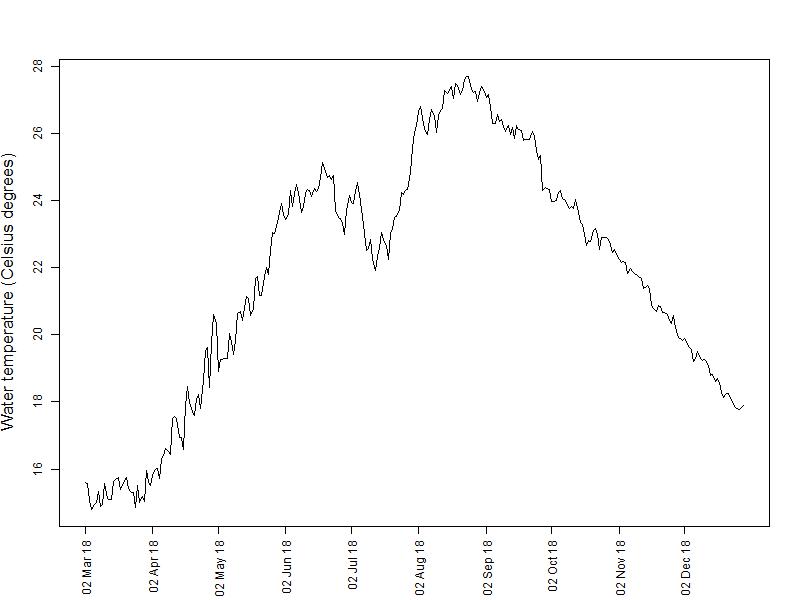 Water temperature (Celsius degrees)
28
26
24
22
20
18
16
02 Mar 18
02 Apr 18
02 May 18
02 Jun 18
02 Jul 18
02 Aug 18
02 Sep 18
02 Oct 18
02 Nov 18
02 Dec 18